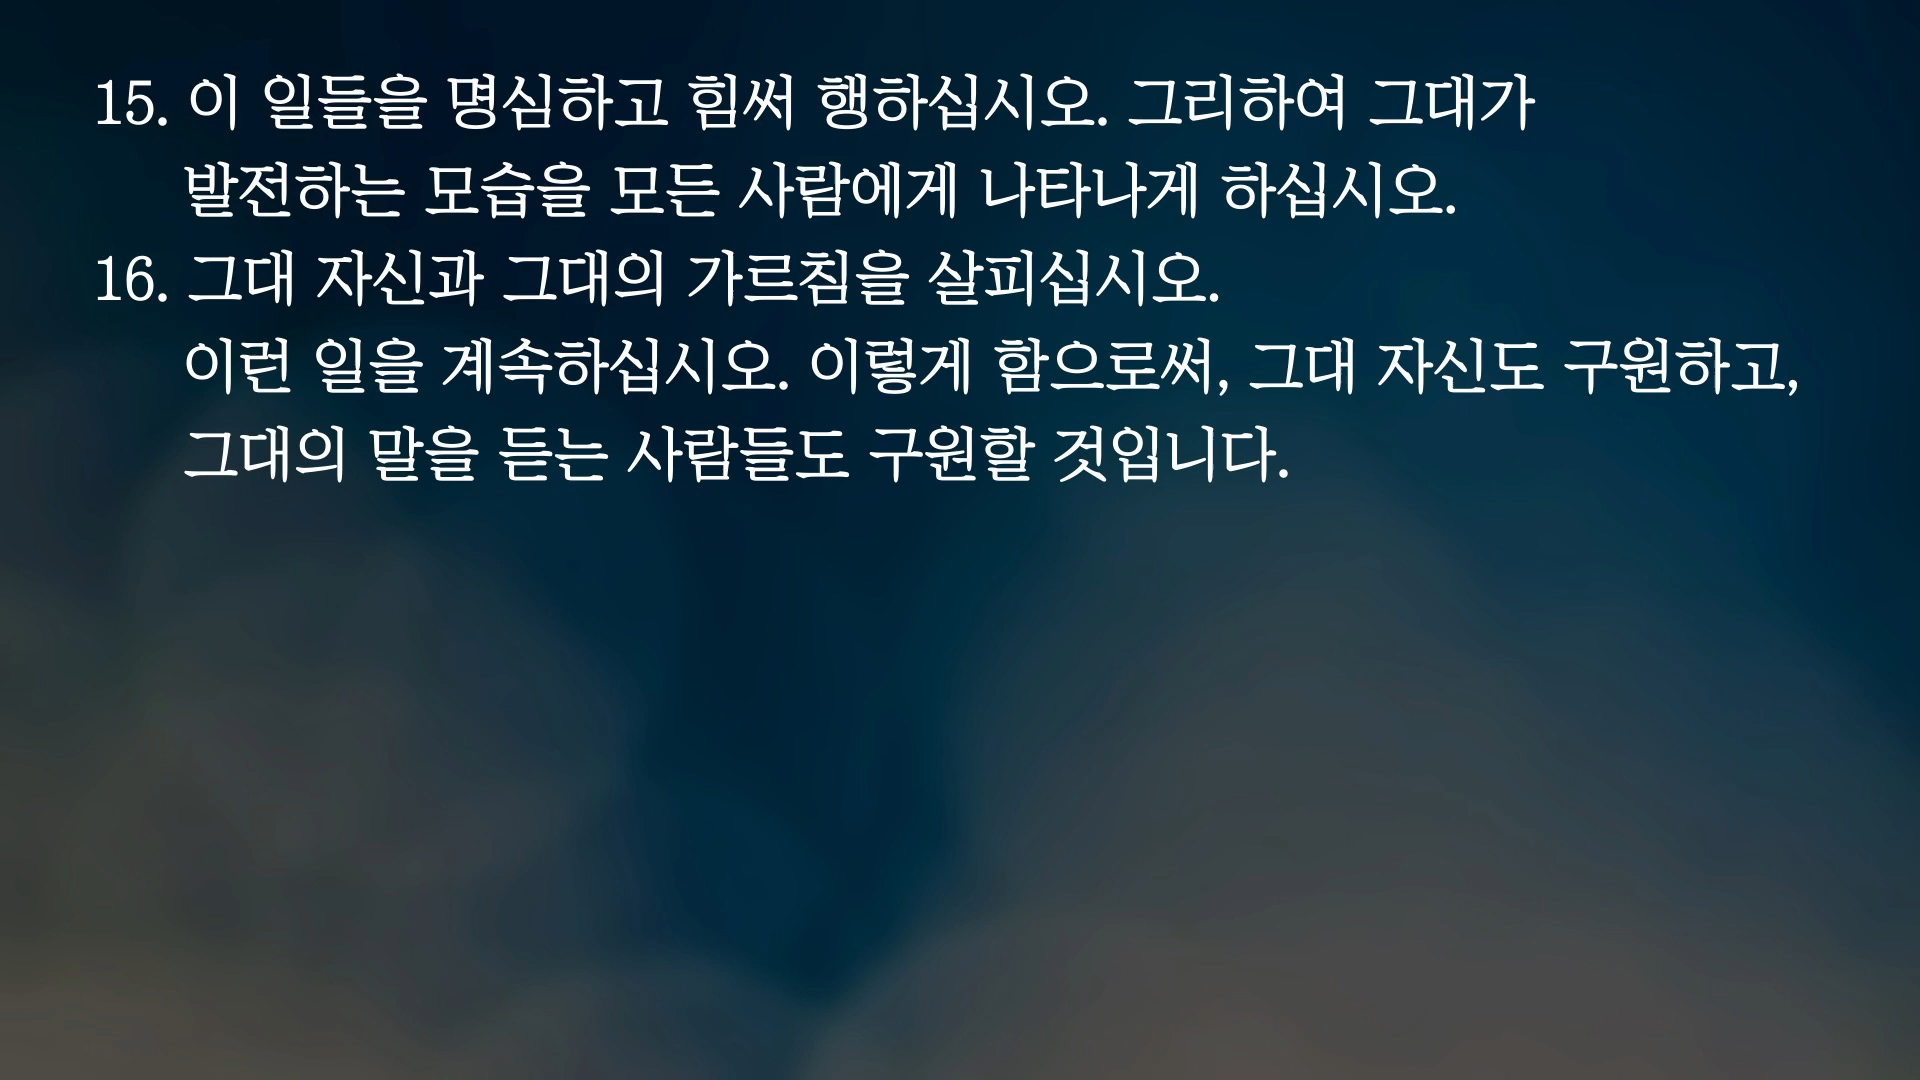 15. 이 일들을 명심하고 힘써 행하십시오. 그리하여 그대가
발전하는 모습을 모든 사람에게 나타나게 하십시오.
16. 그대 자신과 그대의 가르침을 살피십시오.
이런 일을 계속하십시오. 이렇게 함으로써, 그대 자신도 구원하고,
그대의 말을 듣는 사람들도 구원할 것입니다.